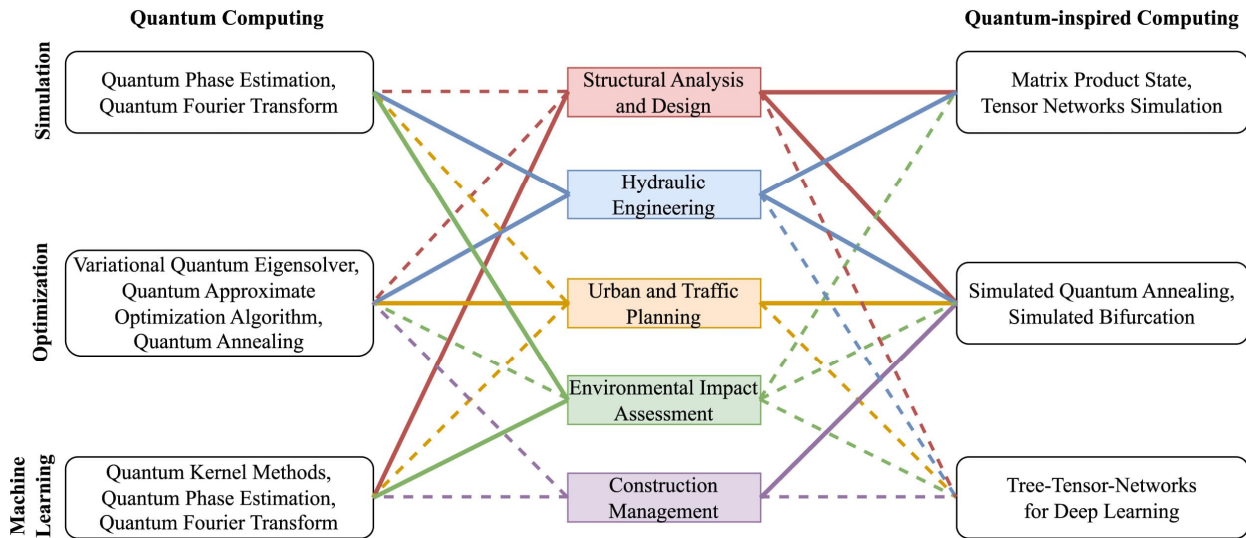 Quantum Computing
Quantum-inspired Computing
Simulation
Quantum Phase Estimation,
Quantum Fourier Transform
Structural Analysis
and Design
Matrix Product State,
Tensor Networks Simulation
Hydraulic
Engineering
Optimization
Variational Quantum Eigensolver,
Quantum Approximate
Optimization Algorithm,
Quantum Annealing
Urban and Traffic
Planning
Simulated Quantum Annealing,
Simulated Bifurcation
Environmental Impact
Assessment
Machine
Learning
Quantum Kernel Methods,
Quantum Phase Estimation,
Quantum Fourier Transform
Construction
Management
Tree-Tensor-Networks
for Deep Learning